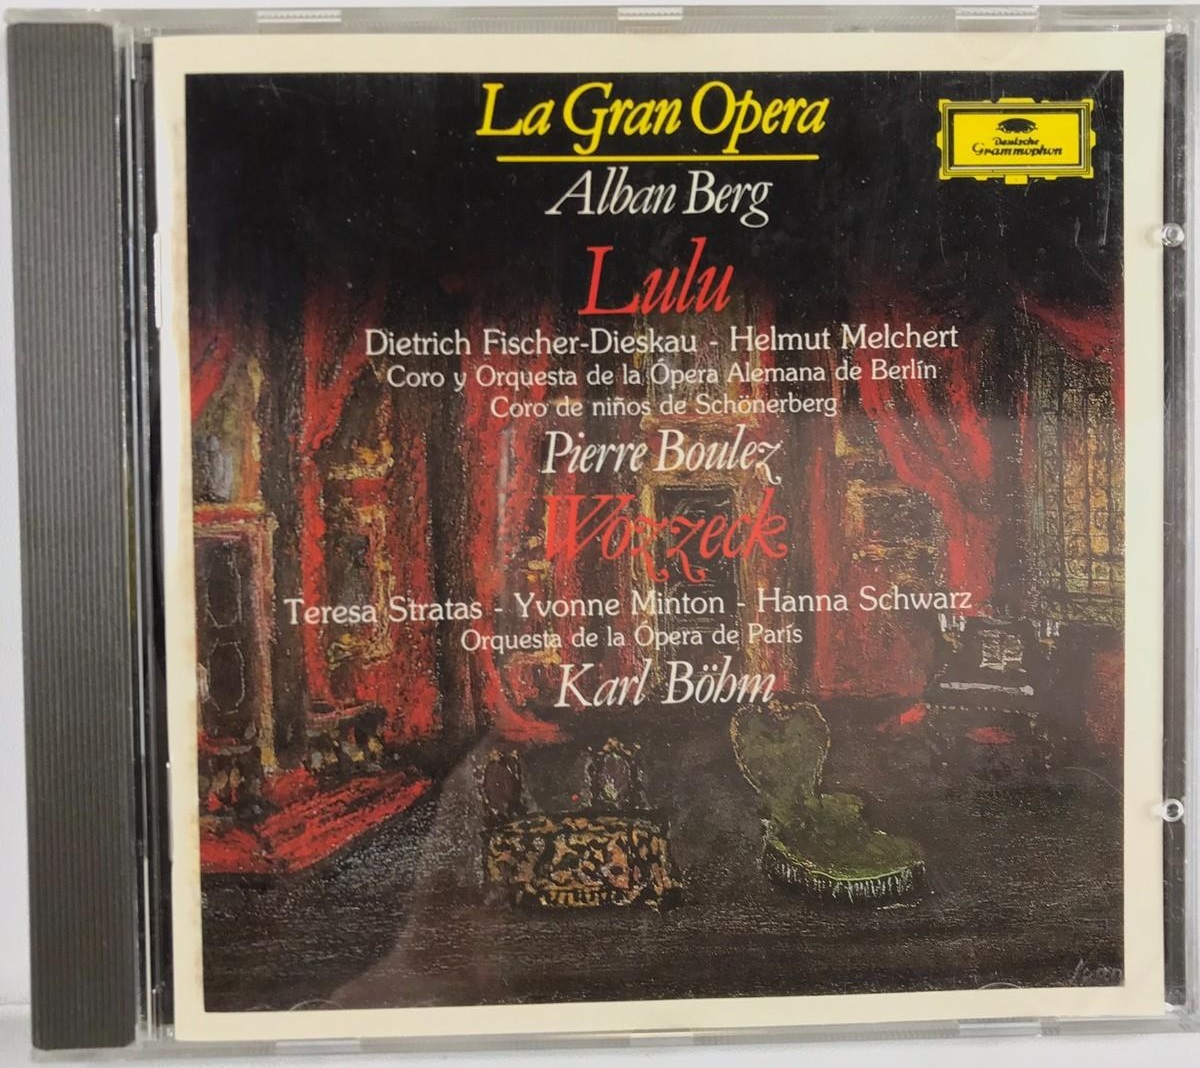 La Gran Opera
Deutsche
Grammophon
Alban Berg
Lulu
Dietrich Fischer-Dieskau - Helmut Melchert
Coro y Orquesta de la Ópera Alemana de Berlín
Coro de niños de Schönerberg
Pierre Boulez
Wozzeck
Teresa Stratas - Yvonne Minton - Hanna Schwarz
Orquesta de la Ópera de París
Karl Böhm